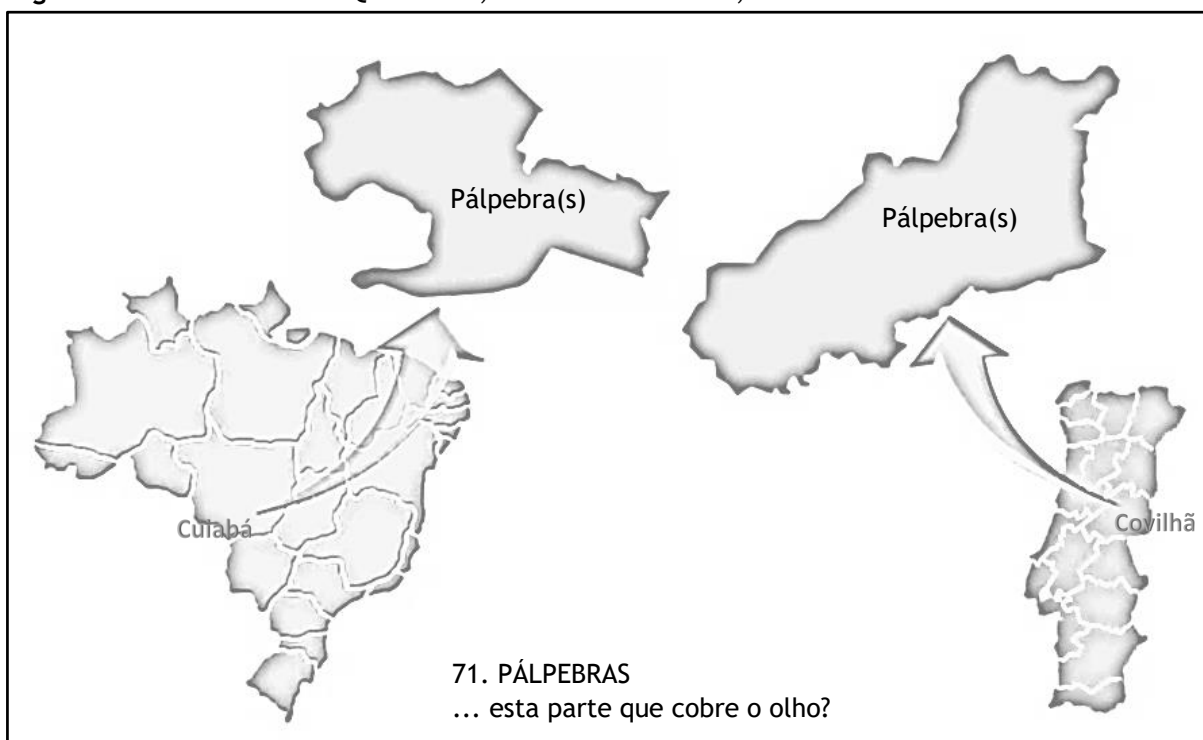 Pálpebra(s)
Pálpebra(s)
Cuiabá
Covilhã
71. PÁLPEBRAS
... esta parte que cobre o olho?